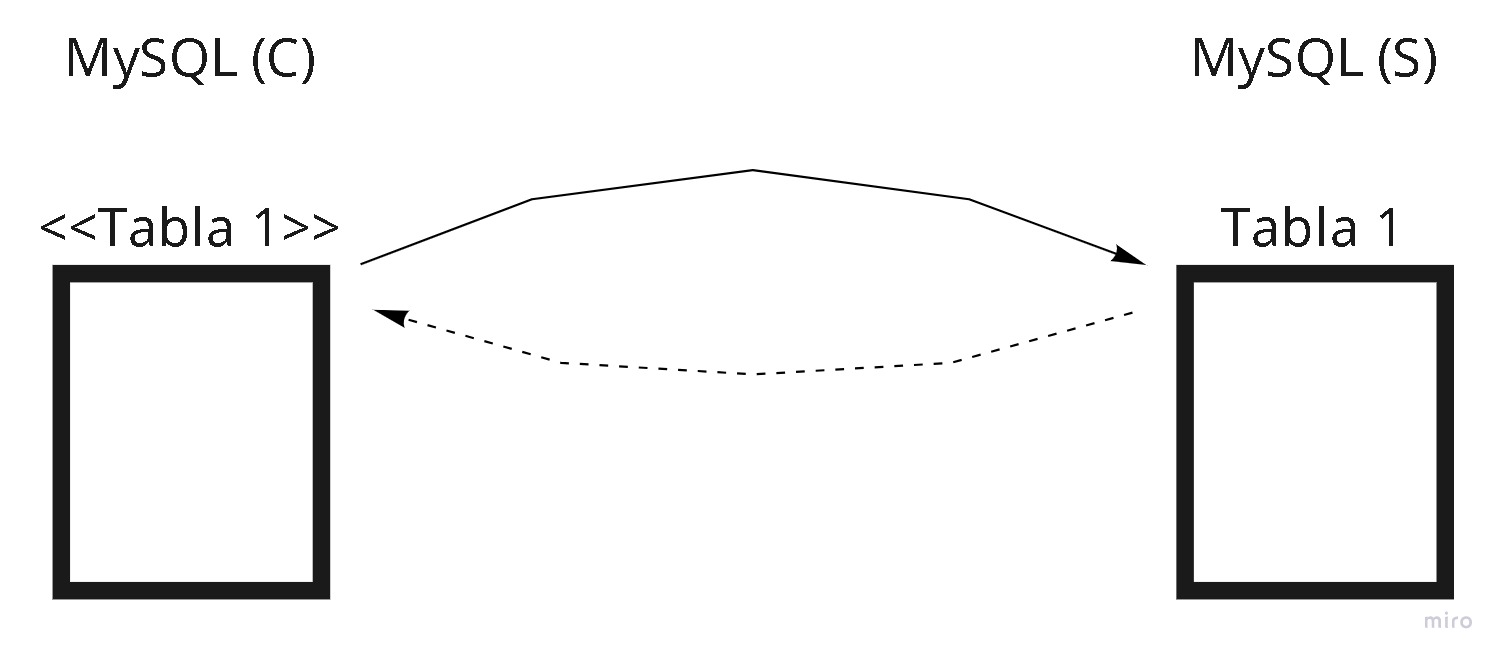 MySQL (C)
MySQL (S)
<<Tabla 1>>
Tabla 1
miro